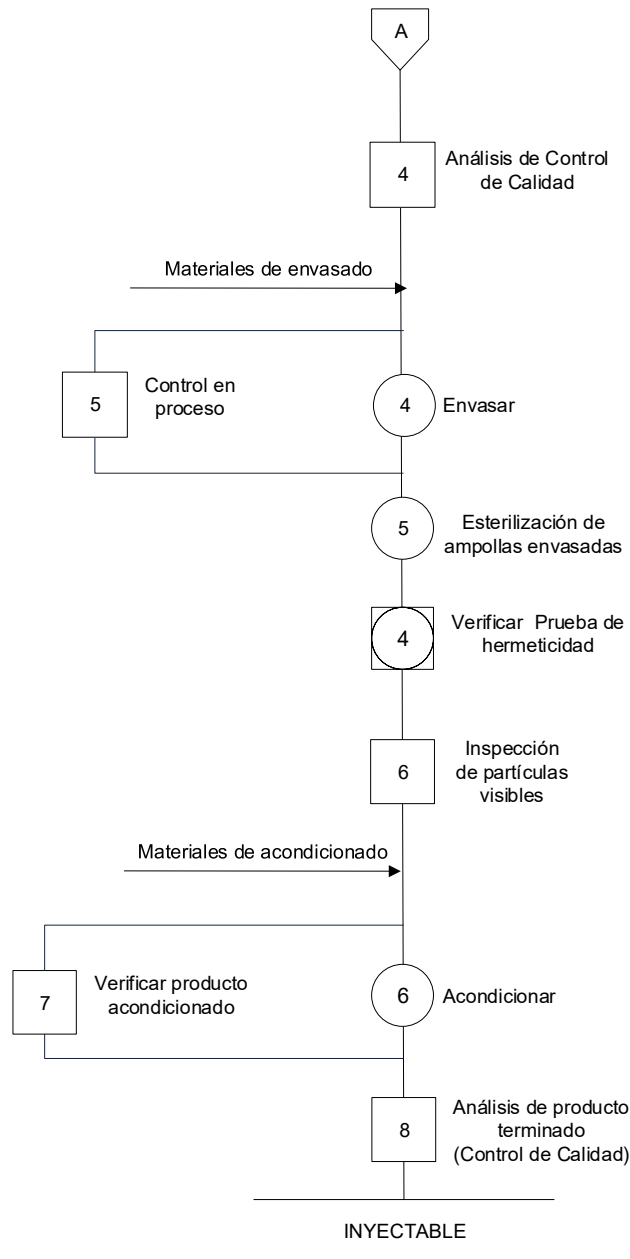 A
4
Análisis de Control
de Calidad
Materiales de envasado
5
Control en
proceso
4
Envasar
5
Esterilización de
ampollas envasadas
4
Verificar Prueba de
hermeticidad
6
Inspección
de partículas
visibles
Materiales de acondicionado
7
Verificar producto
acondicionado
6
Acondicionar
8
Análisis de producto
terminado
(Control de Calidad)
INYECTABLE